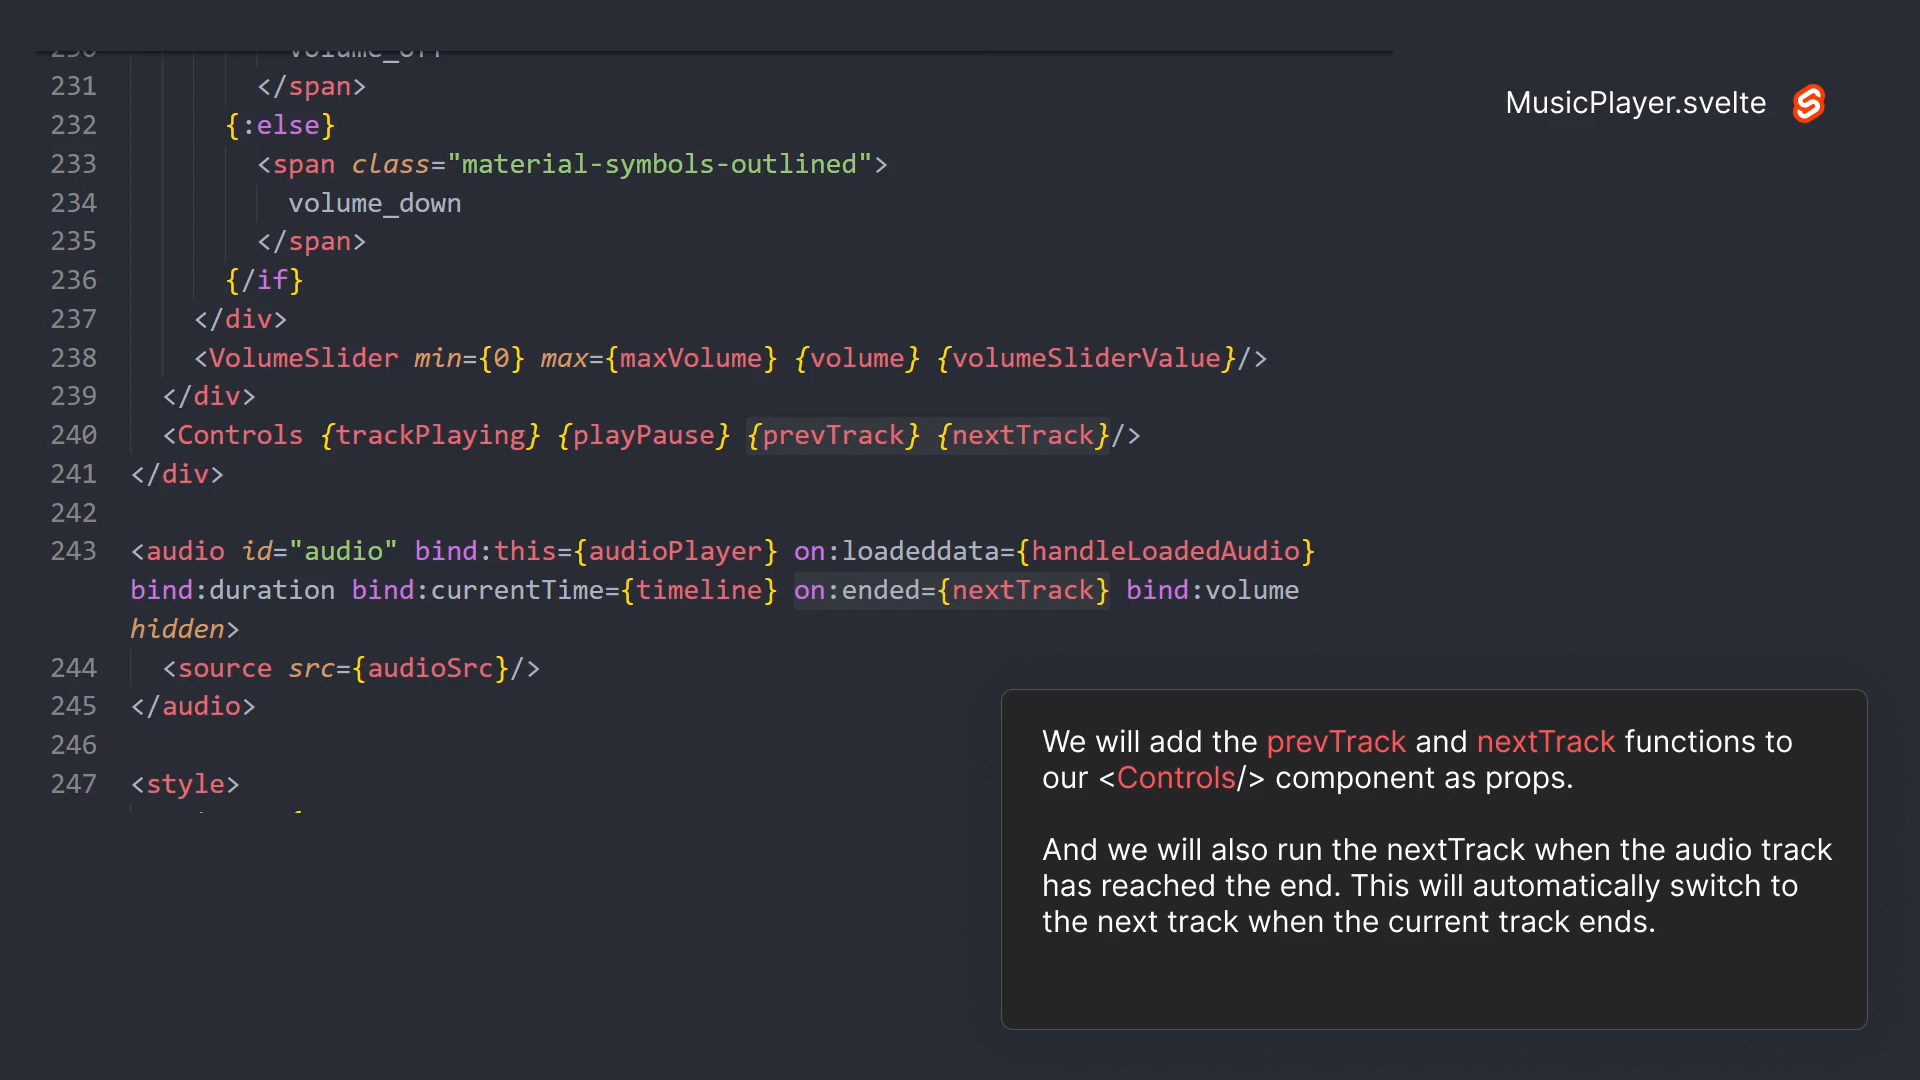 230 volume_off
231 </span>
MusicPlayer.svelte
232 {:else}
233 <span class="material-symbols-outlined">
234 volume_down
235 </span>
236 {/if}
237 </div>
238 <VolumeSlider min={0} max={maxVolume} {volume} {volumeSliderValue}/>
239 </div>
240 <Controls {trackPlaying} {playPause} {prevTrack} {nextTrack}/>
241 </div>
242
243 <audio id="audio" bind:this={audioPlayer} on:loadeddata={handleLoadedAudio}
bind:duration bind:currentTime={timeline} on:ended={nextTrack} bind:volume
hidden>
244 <source src={audioSrc}/>
245 </audio>
246
247 <style>
We will add the prevTrack and nextTrack functions to
our <Controls/> component as props.
And we will also run the nextTrack when the audio track
has reached the end. This will automatically switch to
the next track when the current track ends.